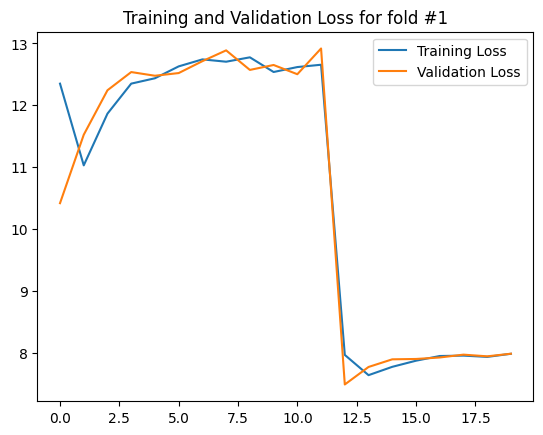 Training and Validation Loss for fold #1
Training Loss
Validation Loss
13
12
11
10
9
8
0.0 2.5 5.0 7.5 10.0 12.5 15.0 17.5